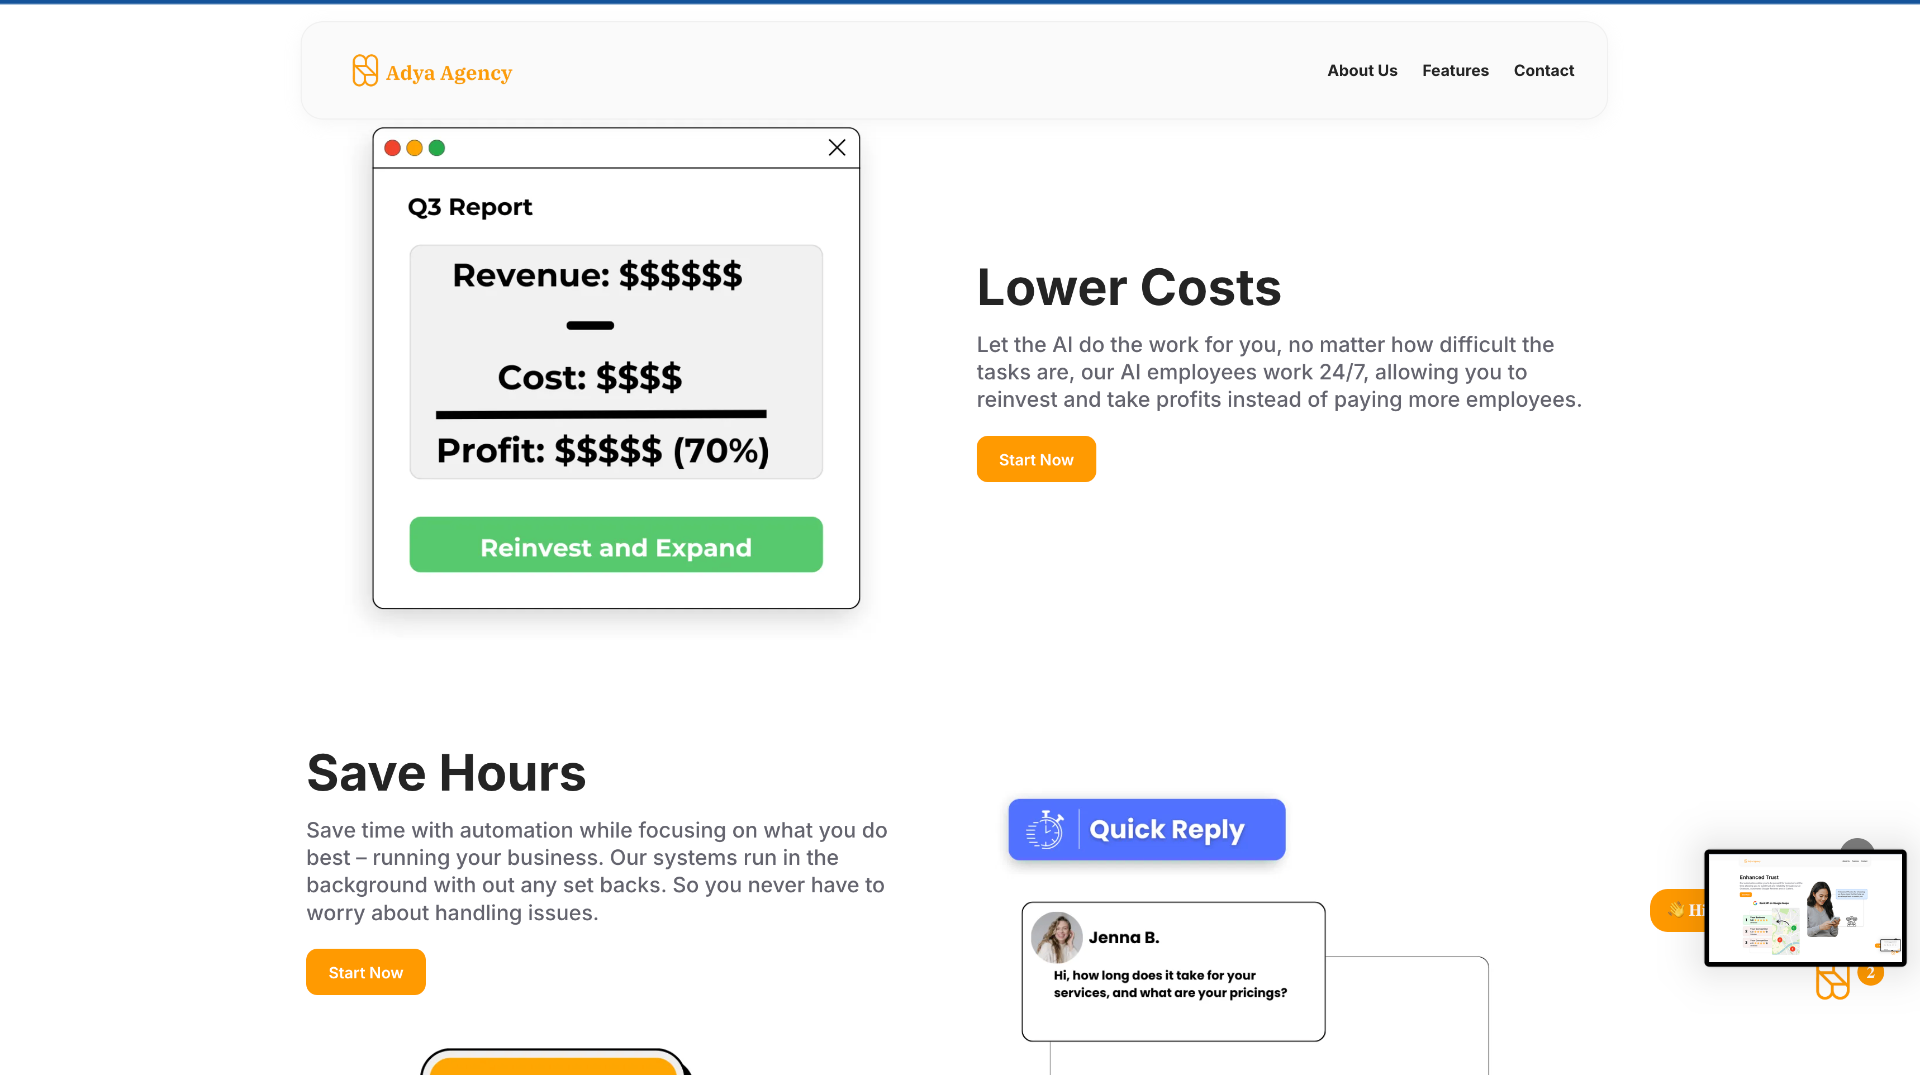 Adya Agency
About Us
Features
Contact
Q3 Report
Revenue: $$$$$$
Cost: $$$$
Profit: $$$$$ (70%)
Reinvest and Expand
Lower Costs
Let the AI do the work for you, no matter how difficult the
tasks are, our AI employees work 24/7, allowing you to
reinvest and take profits instead of paying more employees.
Start Now
Save Hours
Save time with automation while focusing on what you do
best – running your business. Our systems run in the
background with out any set backs. So you never have to
worry about handling issues.
Start Now
Quick Reply
Jenna B.
Hi, how long does it take for your
services, and what are your pricings?
👋 Hi
Enhanced Trust
2